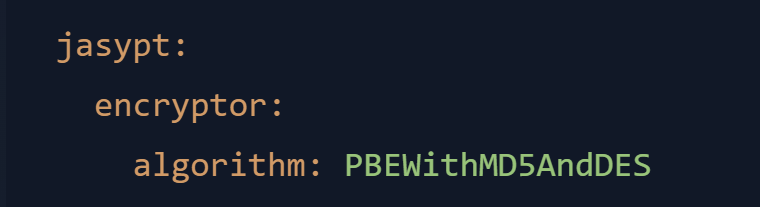 jasypt:
encryptor:
algorithm: PBEWithMD5AndDES